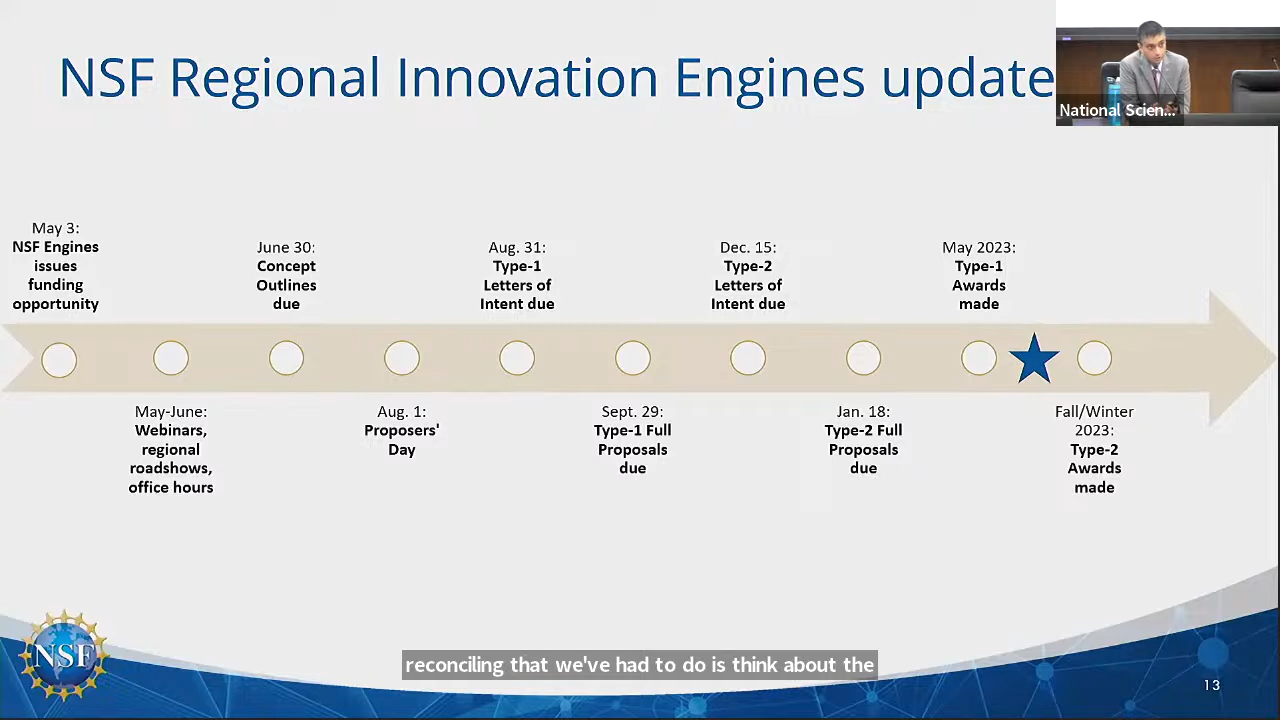 NSF Regional Innovation Engines update
National Scien...
May 3:
NSF Engines
issues
funding
opportunity
June 30:
Concept
Outlines
due
Aug. 31:
Type-1
Letters of
Intent due
Dec. 15:
Type-2
Letters of
Intent due
May 2023:
Type-1
Awards
made
May-June:
Webinars,
regional
roadshows,
office hours
Aug. 1:
Proposers'
Day
Sept. 29:
Type-1 Full
Proposals
due
Jan. 18:
Type-2 Full
Proposals
due
Fall/Winter
2023:
Type-2
Awards
made
NSF
reconciling that we've had to do is think about the
13